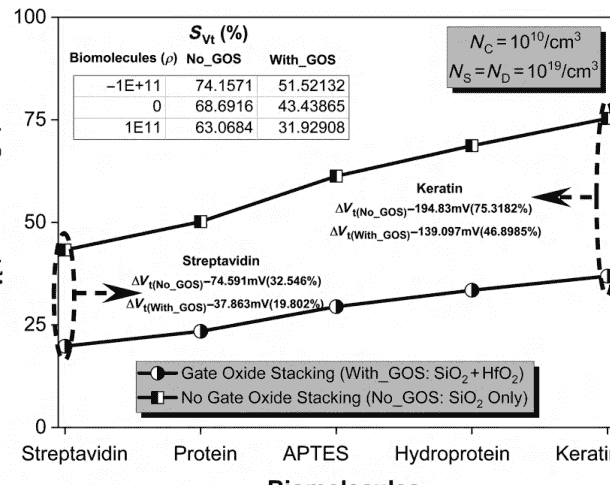 100
75
50
25
0
S_Vt (%)
Biomolecules (ρ) No_GOS With_GOS
−1E+11 74.1571 51.52132
0 68.6916 43.43865
1E11 63.0684 31.92908
N_C = 10^10/cm^3
N_S = N_D = 10^19/cm^3
Keratin
ΔV_t(No_GOS)–194.83mV(75.3182%)
ΔV_t(With_GOS)–139.097mV(46.8985%)
Streptavidin
ΔV_t(No_GOS)–74.591mV(32.546%)
ΔV_t(With_GOS)–37.863mV(19.802%)
Gate Oxide Stacking (With_GOS: SiO₂ + HfO₂)
No Gate Oxide Stacking (No_GOS: SiO₂ Only)
Streptavidin Protein APTES Hydroprotein Keratin